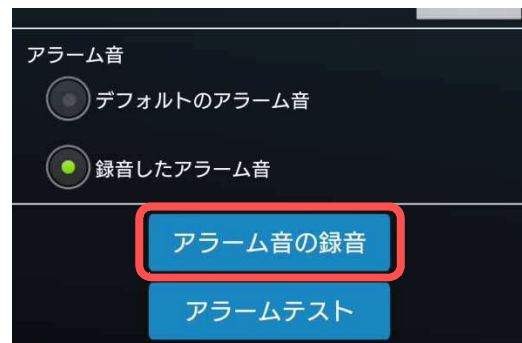 アラーム音
デフォルトのアラーム音
録音したアラーム音
アラーム音の録音
アラームテスト